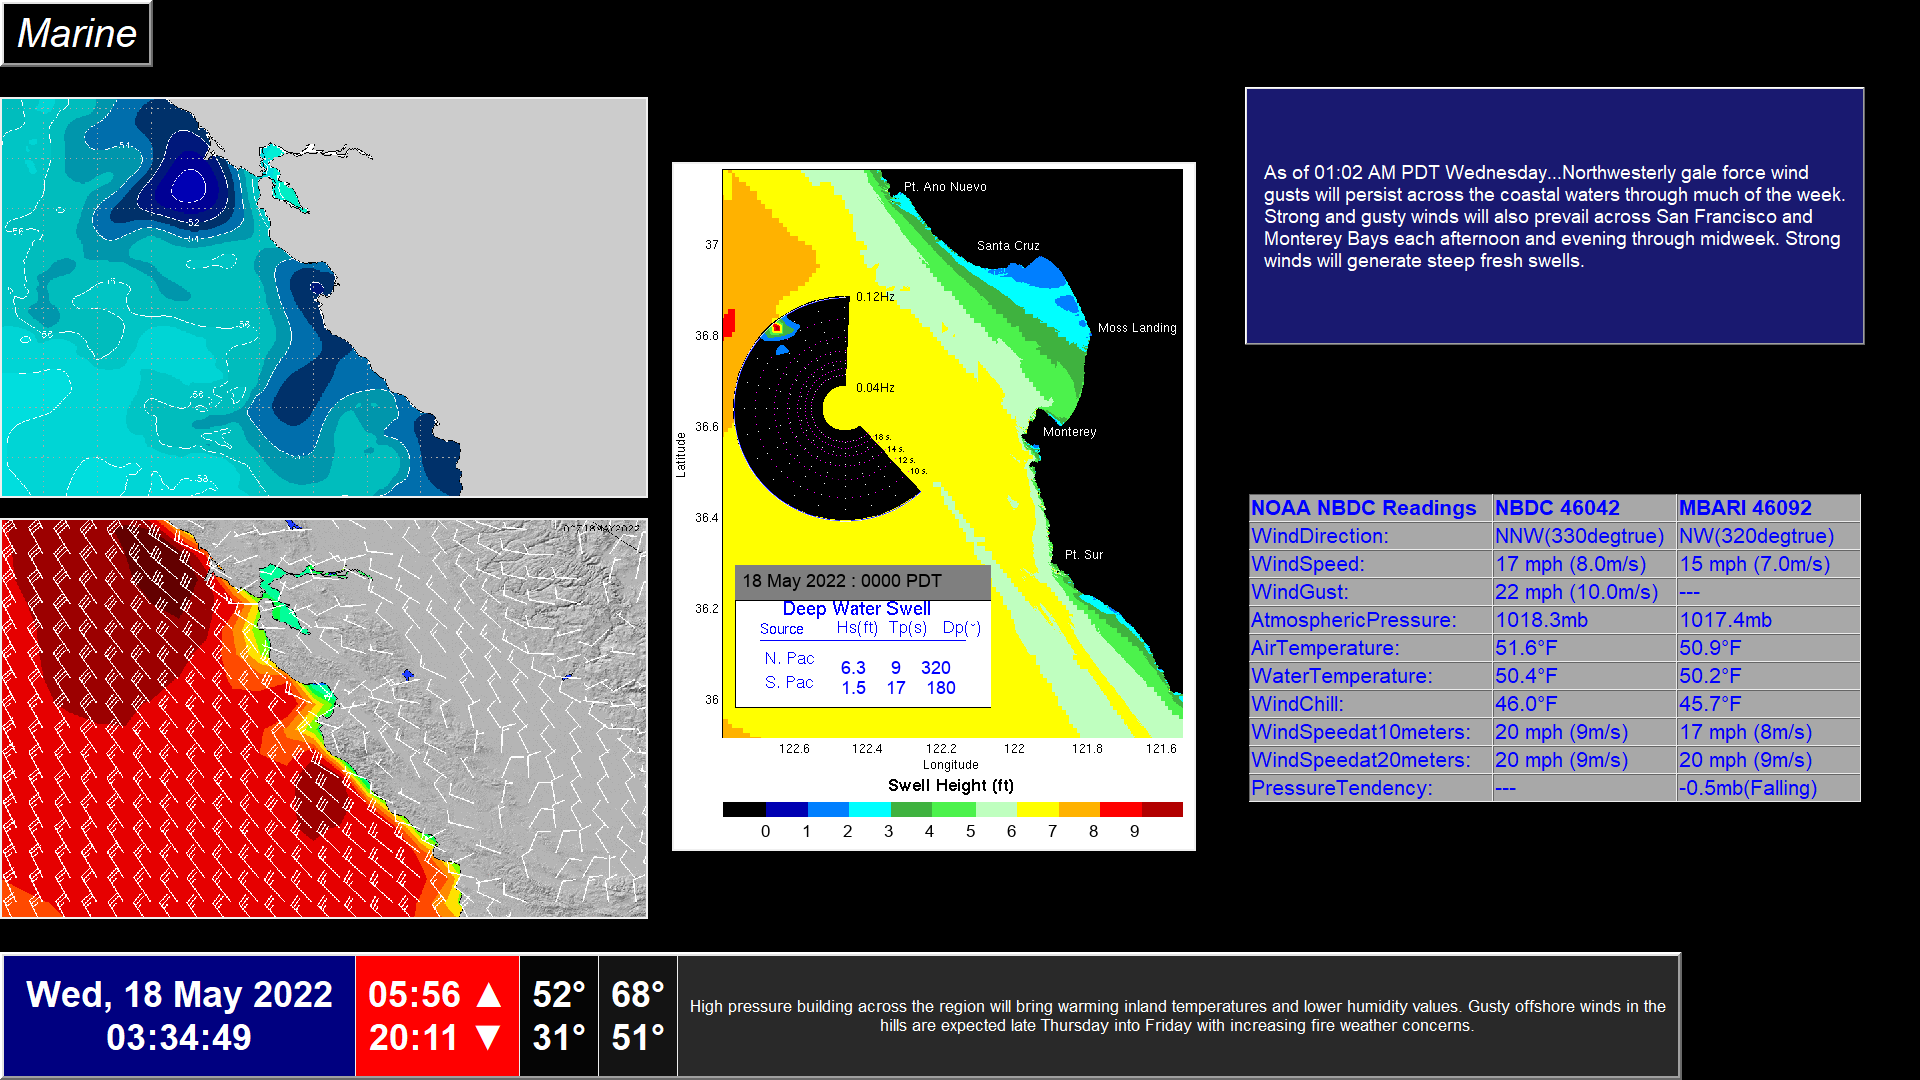 Marine
54
52
54
56
56
56
56
58
37
36.8
36.6
36.4
36.2
36
Latitude
Pt. Ano Nuevo
Santa Cruz
Moss Landing
Monterey
Pt. Sur
0.12Hz
0.04Hz
18 s.
14 s.
12 s.
10 s.
18 May 2022 : 0000 PDT
Deep Water Swell
Source Hs(ft) Tp(s) Dp(˘)
N. Pac 6.3 9 320
S. Pac 1.5 17 180
122.6 122.4 122.2 122 121.8 121.6
Longitude
Swell Height (ft)
0 1 2 3 4 5 6 7 8 9
As of 01:02 AM PDT Wednesday...Northwesterly gale force wind
gusts will persist across the coastal waters through much of the week.
Strong and gusty winds will also prevail across San Francisco and
Monterey Bays each afternoon and evening through midweek. Strong
winds will generate steep fresh swells.
NOAA NBDC Readings NBDC 46042 MBARI 46092
WindDirection: NNW(330degtrue) NW(320degtrue)
WindSpeed: 17 mph (8.0m/s) 15 mph (7.0m/s)
WindGust: 22 mph (10.0m/s) ---
AtmosphericPressure: 1018.3mb 1017.4mb
AirTemperature: 51.6°F 50.9°F
WaterTemperature: 50.4°F 50.2°F
WindChill: 46.0°F 45.7°F
WindSpeedat10meters: 20 mph (9m/s) 17 mph (8m/s)
WindSpeedat20meters: 20 mph (9m/s) 20 mph (9m/s)
PressureTendency: --- -0.5mb(Falling)
Wed, 18 May 2022
03:34:49
05:56 ▲
20:11 ▼
52° 68°
31° 51°
High pressure building across the region will bring warming inland temperatures and lower humidity values. Gusty offshore winds in the
hills are expected late Thursday into Friday with increasing fire weather concerns.